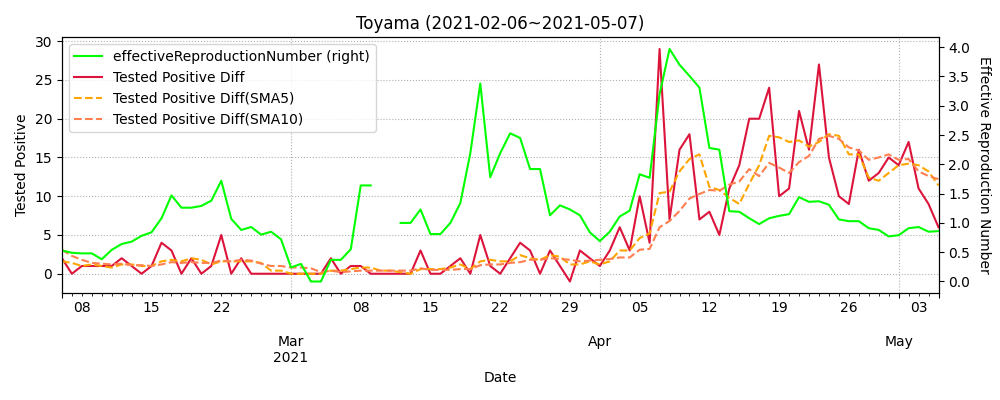 Toyama (2021-02-06~2021-05-07)
effectiveReproductionNumber (right)
Tested Positive Diff
Tested Positive Diff(SMA5)
Tested Positive Diff(SMA10)
Tested Positive
30
25
20
15
10
5
0
4.0
3.5
3.0
2.5
2.0
1.5
1.0
0.5
0.0
Effective Reproduction Number
08 15 22 08 15 22 29 05 12 19 26 03
Mar Apr May
2021
Date